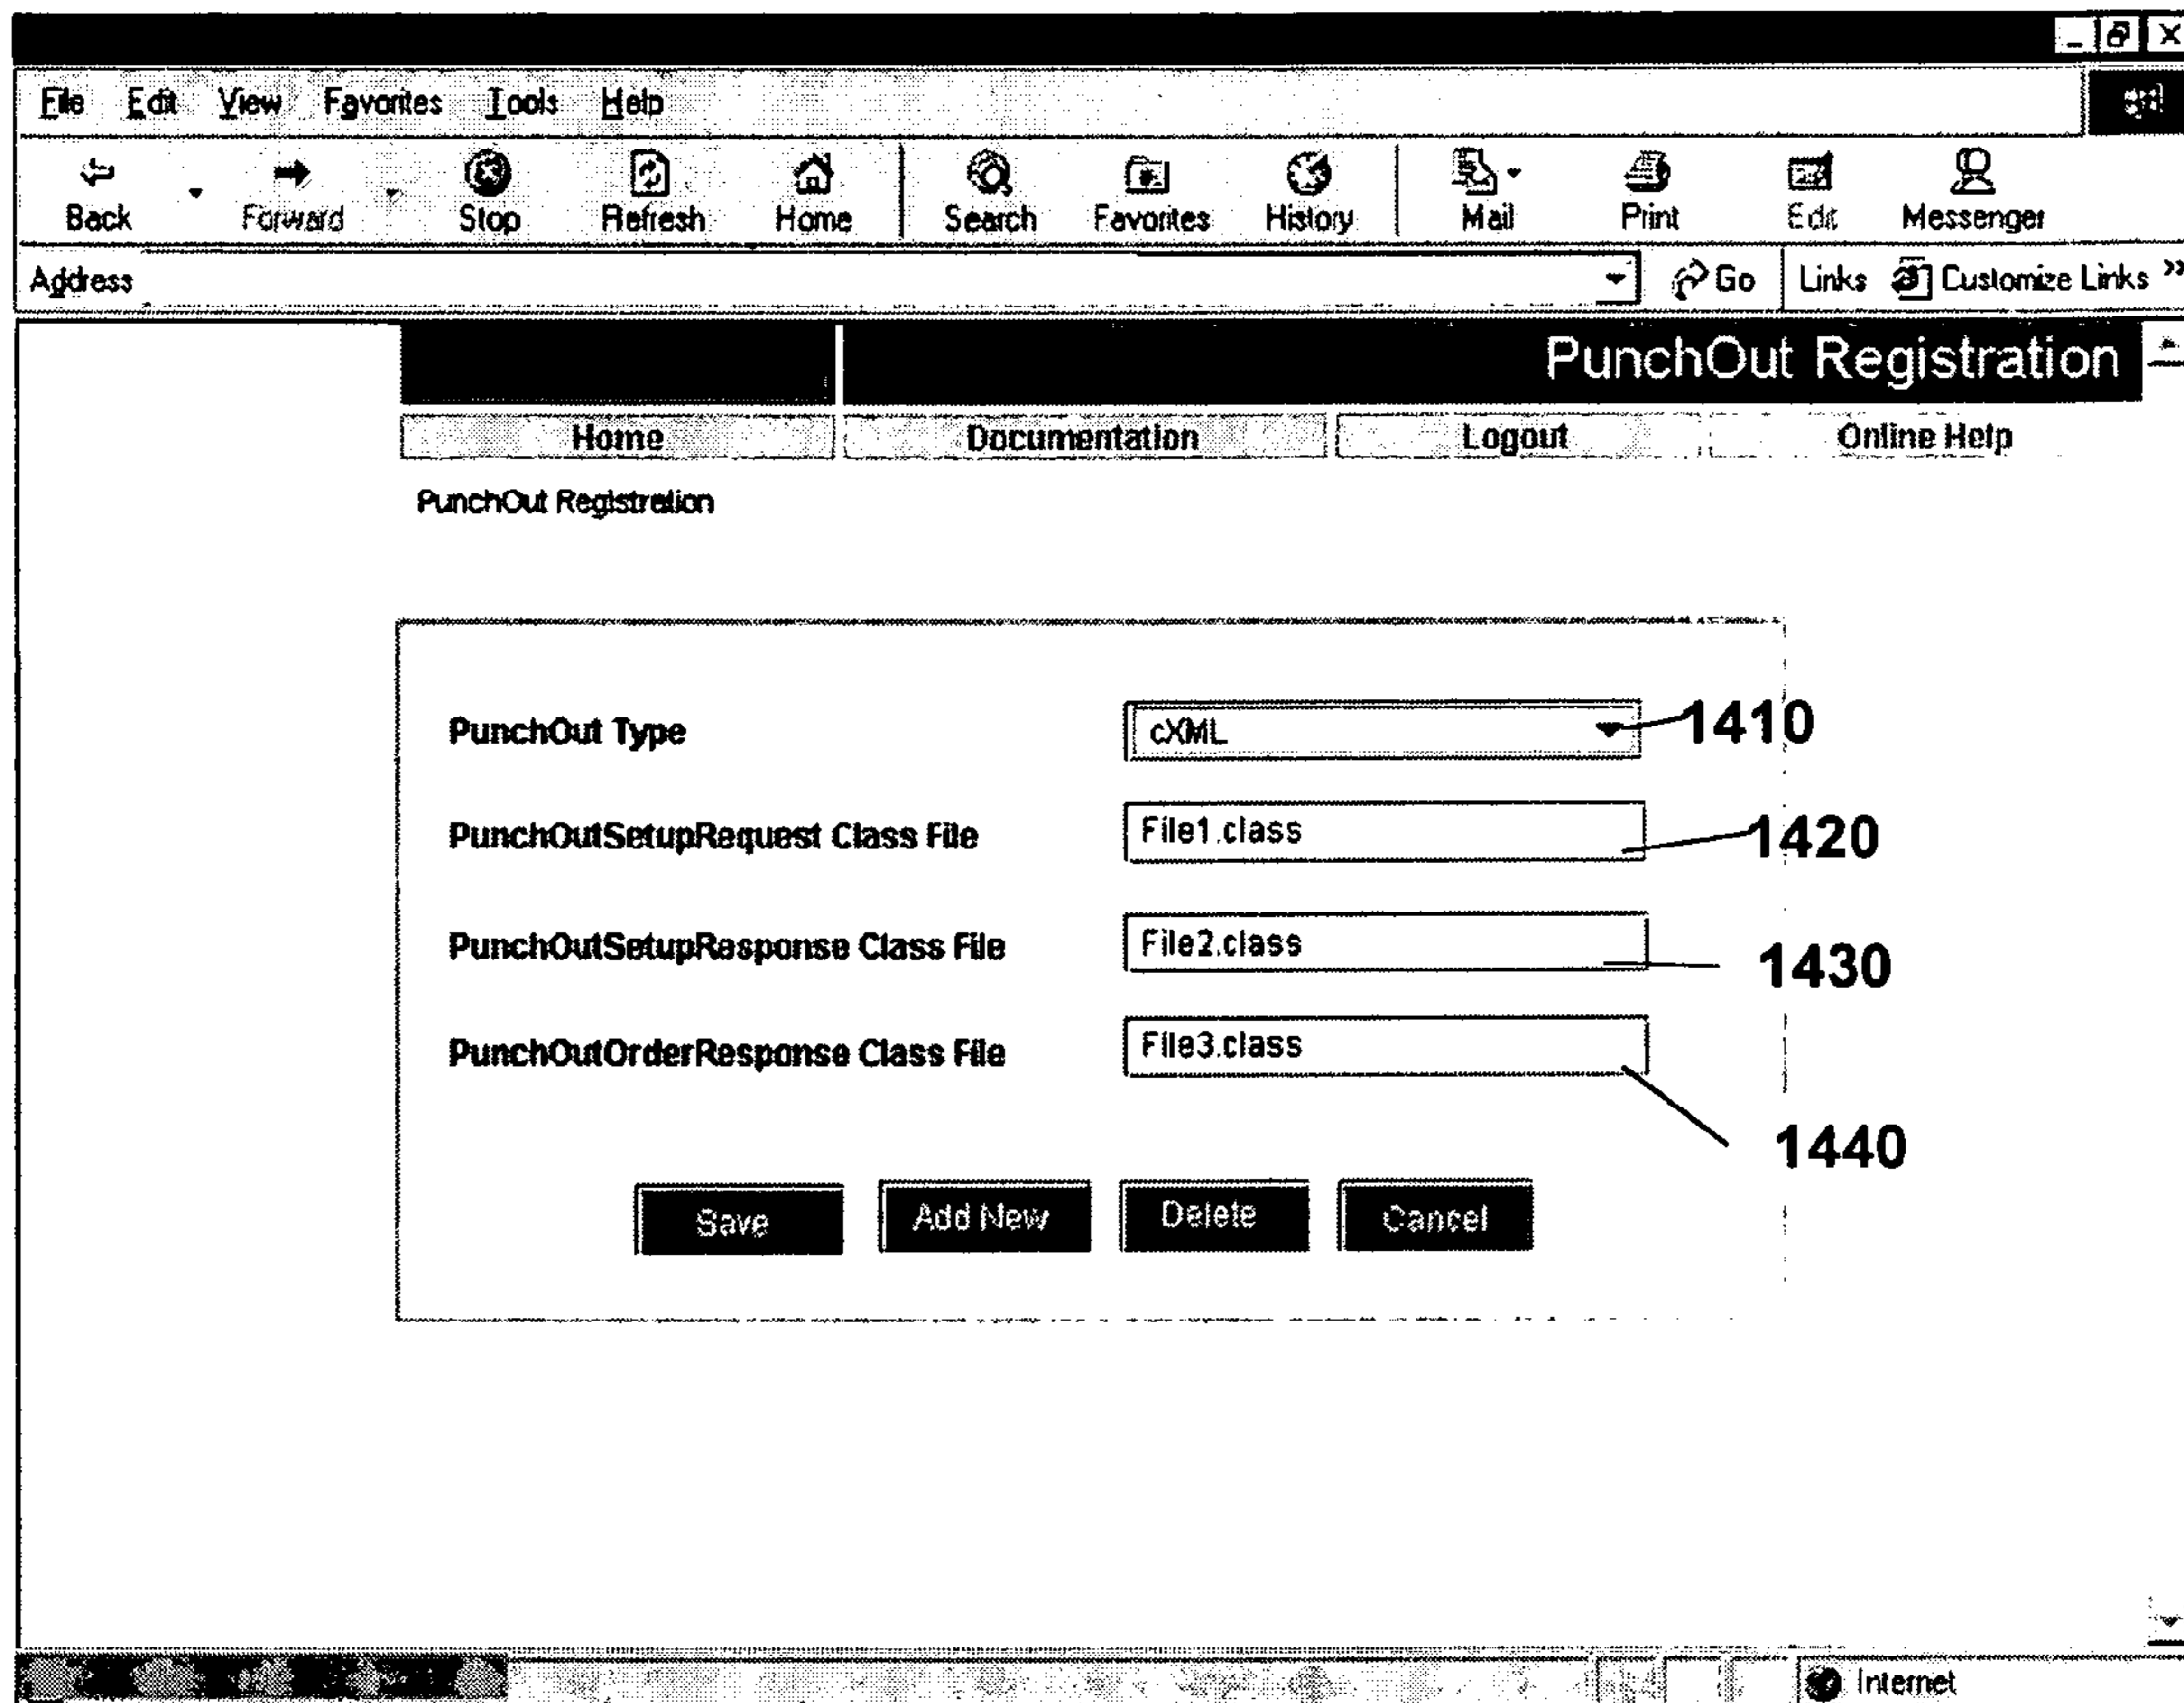 File Edit View Favorites Tools Help
Back Forward Stop Refresh Home Search Favorites History Mail Print Edit Messenger
Address Go Links Customize Links »
PunchOut Registration
Home Documentation Logout Online Help
PunchOut Registration
PunchOut Type cXML 1410
PunchOutSetupRequest Class File File1.class 1420
PunchOutSetupResponse Class File File2.class 1430
PunchOutOrderResponse Class File File3.class 1440
Save Add New Delete Cancel
Internet